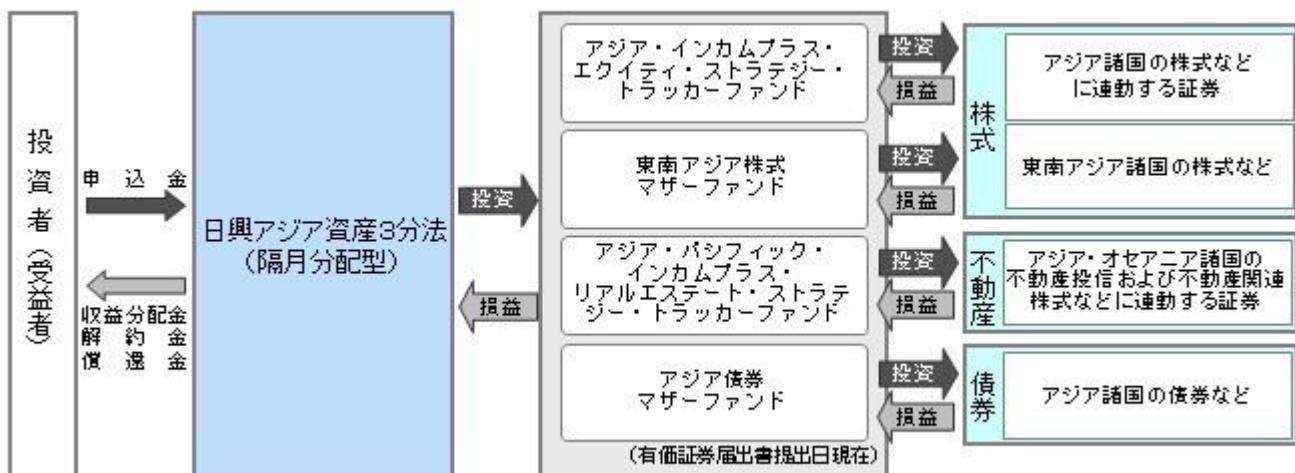 投資者(受益者)
申込金
収益分配金
解約金
償還金
日興アジア資産3分法
(隔月分配型)
投資
損益
アジア・インカムプラス・
エクイティ・ストラテジー・
トラッカーファンド
東南アジア株式
マザーファンド
アジア・パシフィック・
インカムプラス・
リアルエステート・ストラテ
ジー・トラッカーファンド
アジア債券
マザーファンド
(有価証券届出書提出日現在)
投資
損益
投資
損益
投資
損益
投資
損益
株式
アジア諸国の株式など
に連動する証券
東南アジア諸国の株式など
不動産
アジア・オセアニア諸国の
不動産投信および不動産関連
株式などに連動する証券
債券
アジア諸国の債券など